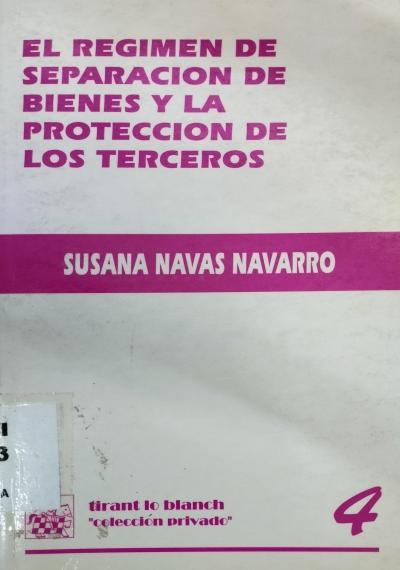 EL REGIMEN DE
SEPARACION DE
BIENES Y LA
PROTECCION DE
LOS TERCEROS
SUSANA NAVAS NAVARRO
3
A
tirant lo blanch
"colección privado"
4